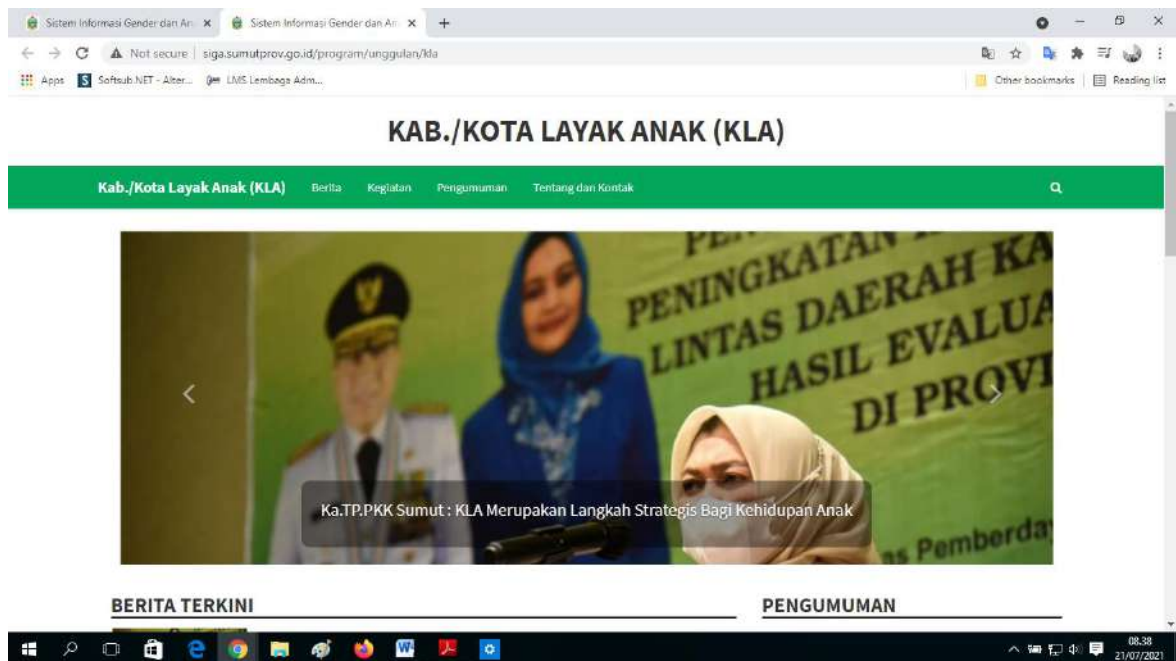 Sistem Informasi Gender dan An
Sistem Informasi Gender dan An
Not secure | siga.sumutprov.go.id/program/unggulan/kla
Apps
Softsub.NET - Alter...
LMS Lembaga Adm...
Other bookmarks
Reading list
KAB./KOTA LAYAK ANAK (KLA)
Kab./Kota Layak Anak (KLA) Berita Kegiatan Pengumuman Tentang dan Kontak
PENINGKATAN
LINTAS DAERAH KA
HASIL EVALUA
DI PROVI
Ka.TP.PKK Sumut : KLA Merupakan Langkah Strategis Bagi Kehidupan Anak
as Pemberday
BERITA TERKINI
PENGUMUMAN
08.38
21/07/2021